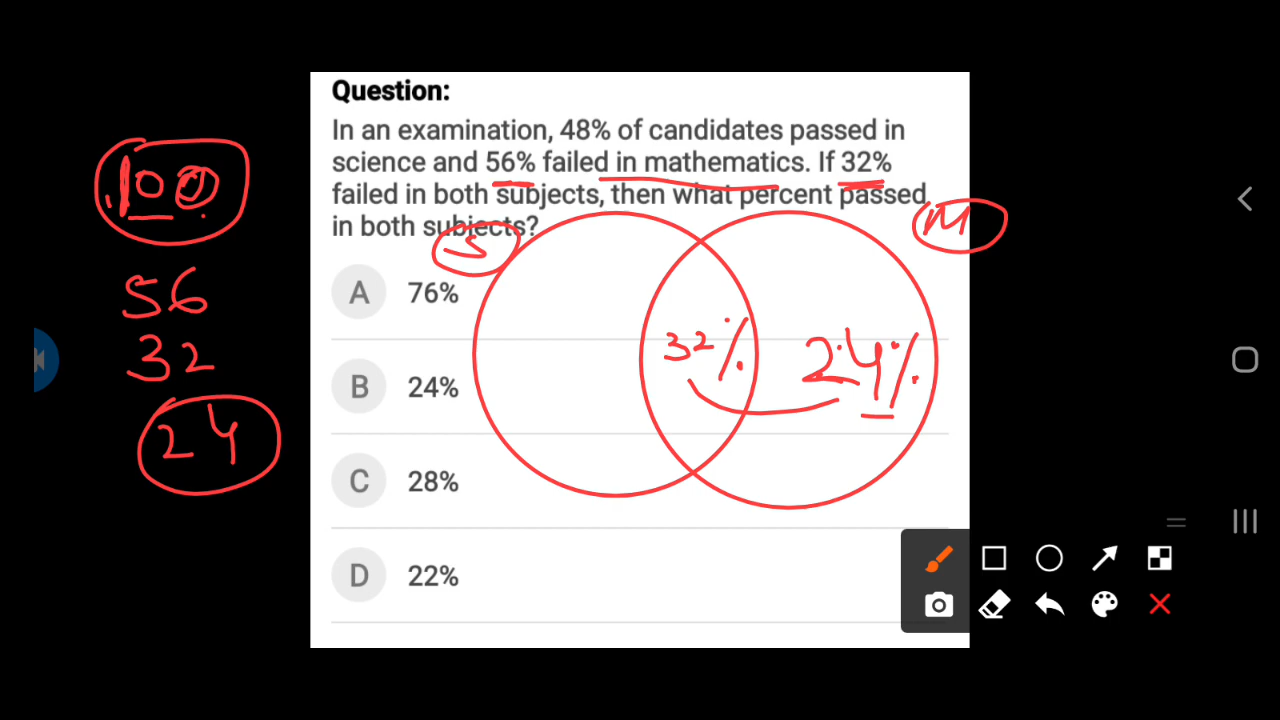 Question:
In an examination, 48% of candidates passed in
science and 56% failed in mathematics. If 32%
failed in both subjects, then what percent passed
in both subjects?
A 76%
B 24%
C 28%
D 22%
100
56
32
24
S
M
32%
24%